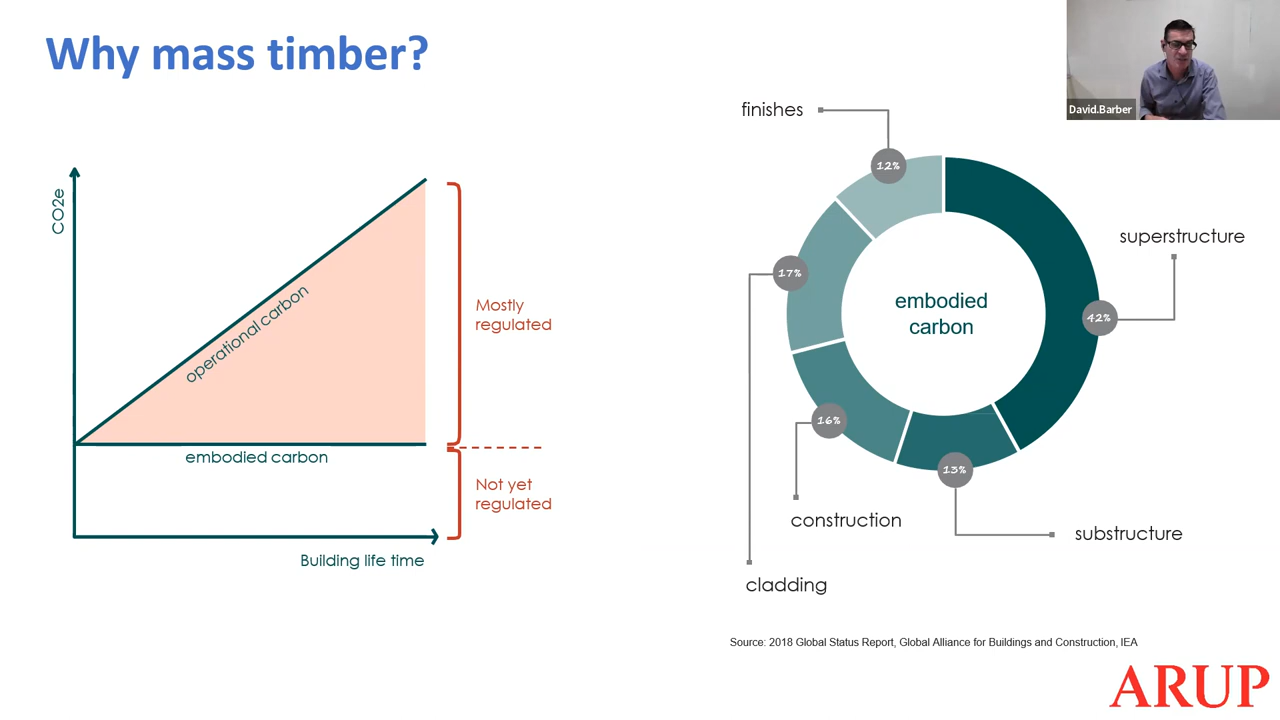 Why mass timber?
David.Barber
CO2e
operational carbon
embodied carbon
Building life time
Mostly
regulated
Not yet
regulated
finishes
12%
superstructure
42%
17%
embodied
carbon
16%
13%
construction
substructure
cladding
Source: 2018 Global Status Report, Global Alliance for Buildings and Construction, IEA
ARUP